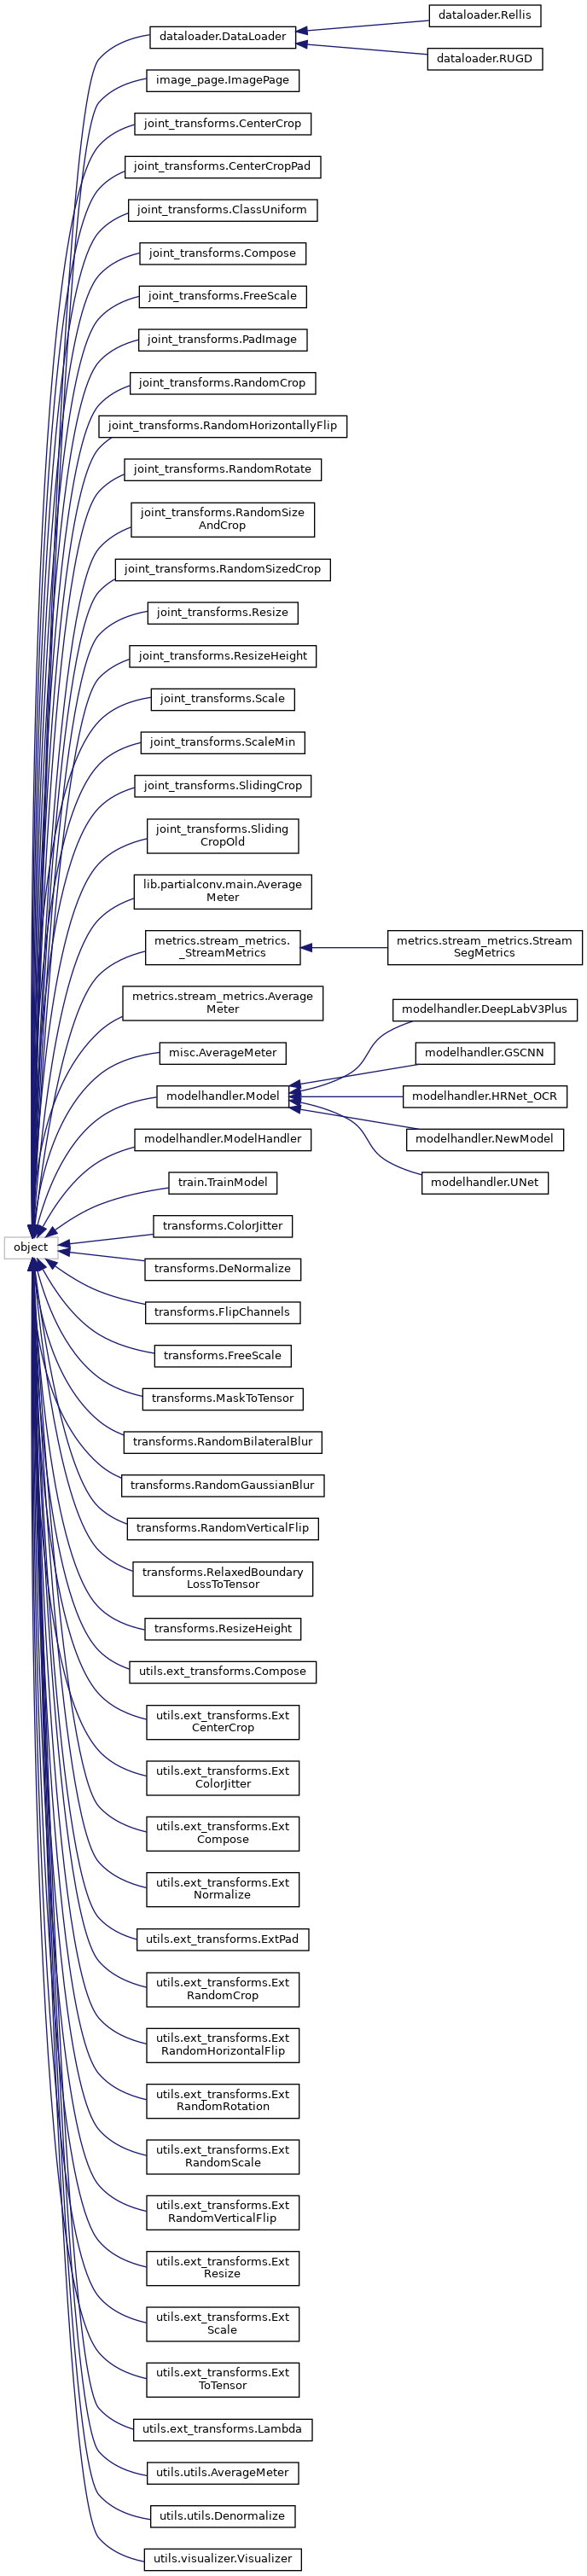 dataloader.DataLoader
dataloader.Rellis
dataloader.RUGD
image_page.ImagePage
joint_transforms.CenterCrop
joint_transforms.CenterCropPad
joint_transforms.ClassUniform
joint_transforms.Compose
joint_transforms.FreeScale
joint_transforms.PadImage
joint_transforms.RandomCrop
joint_transforms.RandomHorizontallyFlip
joint_transforms.RandomRotate
joint_transforms.RandomSize
AndCrop
joint_transforms.RandomSizedCrop
joint_transforms.Resize
joint_transforms.ResizeHeight
joint_transforms.Scale
joint_transforms.ScaleMin
joint_transforms.SlidingCrop
joint_transforms.Sliding
CropOld
lib.partialconv.main.Average
Meter
metrics.stream_metrics.
_StreamMetrics
metrics.stream_metrics.Stream
SegMetrics
metrics.stream_metrics.Average
Meter
misc.AverageMeter
modelhandler.Model
modelhandler.DeepLabV3Plus
modelhandler.GSCNN
modelhandler.HRNet_OCR
modelhandler.NewModel
modelhandler.UNet
modelhandler.ModelHandler
train.TrainModel
object
transforms.ColorJitter
transforms.DeNormalize
transforms.FlipChannels
transforms.FreeScale
transforms.MaskToTensor
transforms.RandomBilateralBlur
transforms.RandomGaussianBlur
transforms.RandomVerticalFlip
transforms.RelaxedBoundary
LossToTensor
transforms.ResizeHeight
utils.ext_transforms.Compose
utils.ext_transforms.Ext
CenterCrop
utils.ext_transforms.Ext
ColorJitter
utils.ext_transforms.Ext
Compose
utils.ext_transforms.Ext
Normalize
utils.ext_transforms.ExtPad
utils.ext_transforms.Ext
RandomCrop
utils.ext_transforms.Ext
RandomHorizontalFlip
utils.ext_transforms.Ext
RandomRotation
utils.ext_transforms.Ext
RandomScale
utils.ext_transforms.Ext
RandomVerticalFlip
utils.ext_transforms.Ext
Resize
utils.ext_transforms.Ext
Scale
utils.ext_transforms.Ext
ToTensor
utils.ext_transforms.Lambda
utils.utils.AverageMeter
utils.utils.Denormalize
utils.visualizer.Visualizer